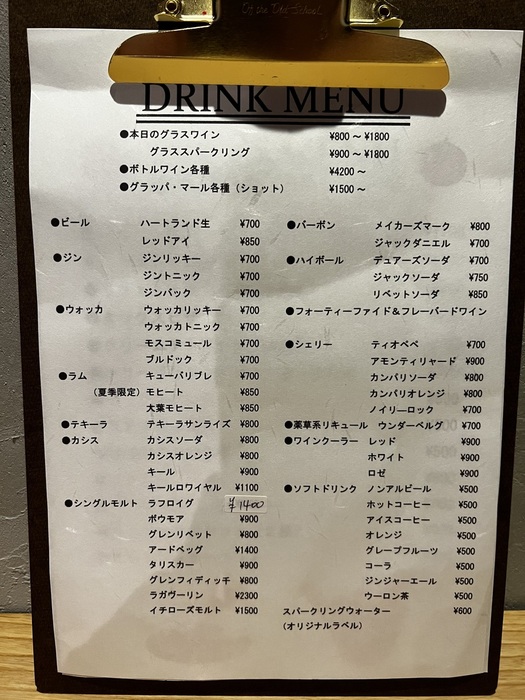 DRINK MENU
●本日のグラスワイン ¥800 ～ ¥1800
グラススパークリング ¥900 ～ ¥1800
●ボトルワイン各種 ¥4200 ～
●グラッパ・マール各種（ショット） ¥1500 ～
●ビール ハートランド生 ¥700
レッドアイ ¥850
●ジン ジンリッキー ¥700
ジントニック ¥700
ジンバック ¥700
●ウォッカ ウォッカリッキー ¥700
ウォッカトニック ¥700
モスコミュール ¥700
ブルドック ¥700
●ラム キューバリブレ ¥700
（夏季限定）モヒート ¥850
大葉モヒート ¥850
●テキーラ テキーラサンライズ ¥800
●カシス カシスソーダ ¥800
カシスオレンジ ¥800
キール ¥900
キールロワイヤル ¥1100
●シングルモルト ラフロイグ ¥1400
ボウモア ¥900
グレンリベット ¥800
アードベッグ ¥1400
タリスカー ¥900
グレンフィディッチ ¥800
ラガヴーリン ¥2300
イチローズモルト ¥1500
●バーボン メイカーズマーク ¥800
ジャックダニエル ¥700
●ハイボール デュアーズソーダ ¥700
ジャックソーダ ¥750
リベットソーダ ¥850
●フォーティーファイド＆フレーバードワイン
●シェリー ティオペペ ¥700
アモンティリャード ¥900
カンパリソーダ ¥800
カンパリオレンジ ¥800
ノイリーロック ¥700
●薬草系リキュール ウンダーベルグ ¥700
●ワインクーラー レッド ¥900
ホワイト ¥900
ロゼ ¥900
●ソフトドリンク ノンアルビール ¥500
ホットコーヒー ¥500
アイスコーヒー ¥500
オレンジ ¥500
グレープフルーツ ¥500
コーラ ¥500
ジンジャーエール ¥500
ウーロン茶 ¥500
スパークリングウォーター ¥600
（オリジナルラベル）